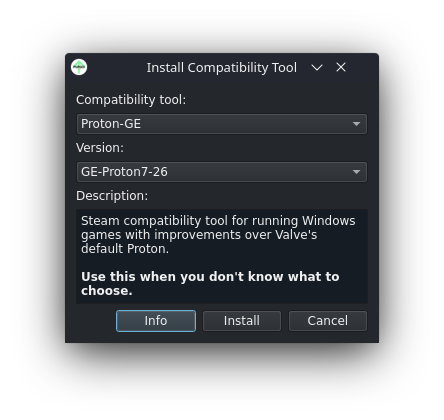 Install Compatibility Tool
Compatibility tool:
Proton-GE
Version:
GE-Proton7-26
Description:
Steam compatibility tool for running Windows
games with improvements over Valve's
default Proton.
Use this when you don't know what to
choose.
Info Install Cancel